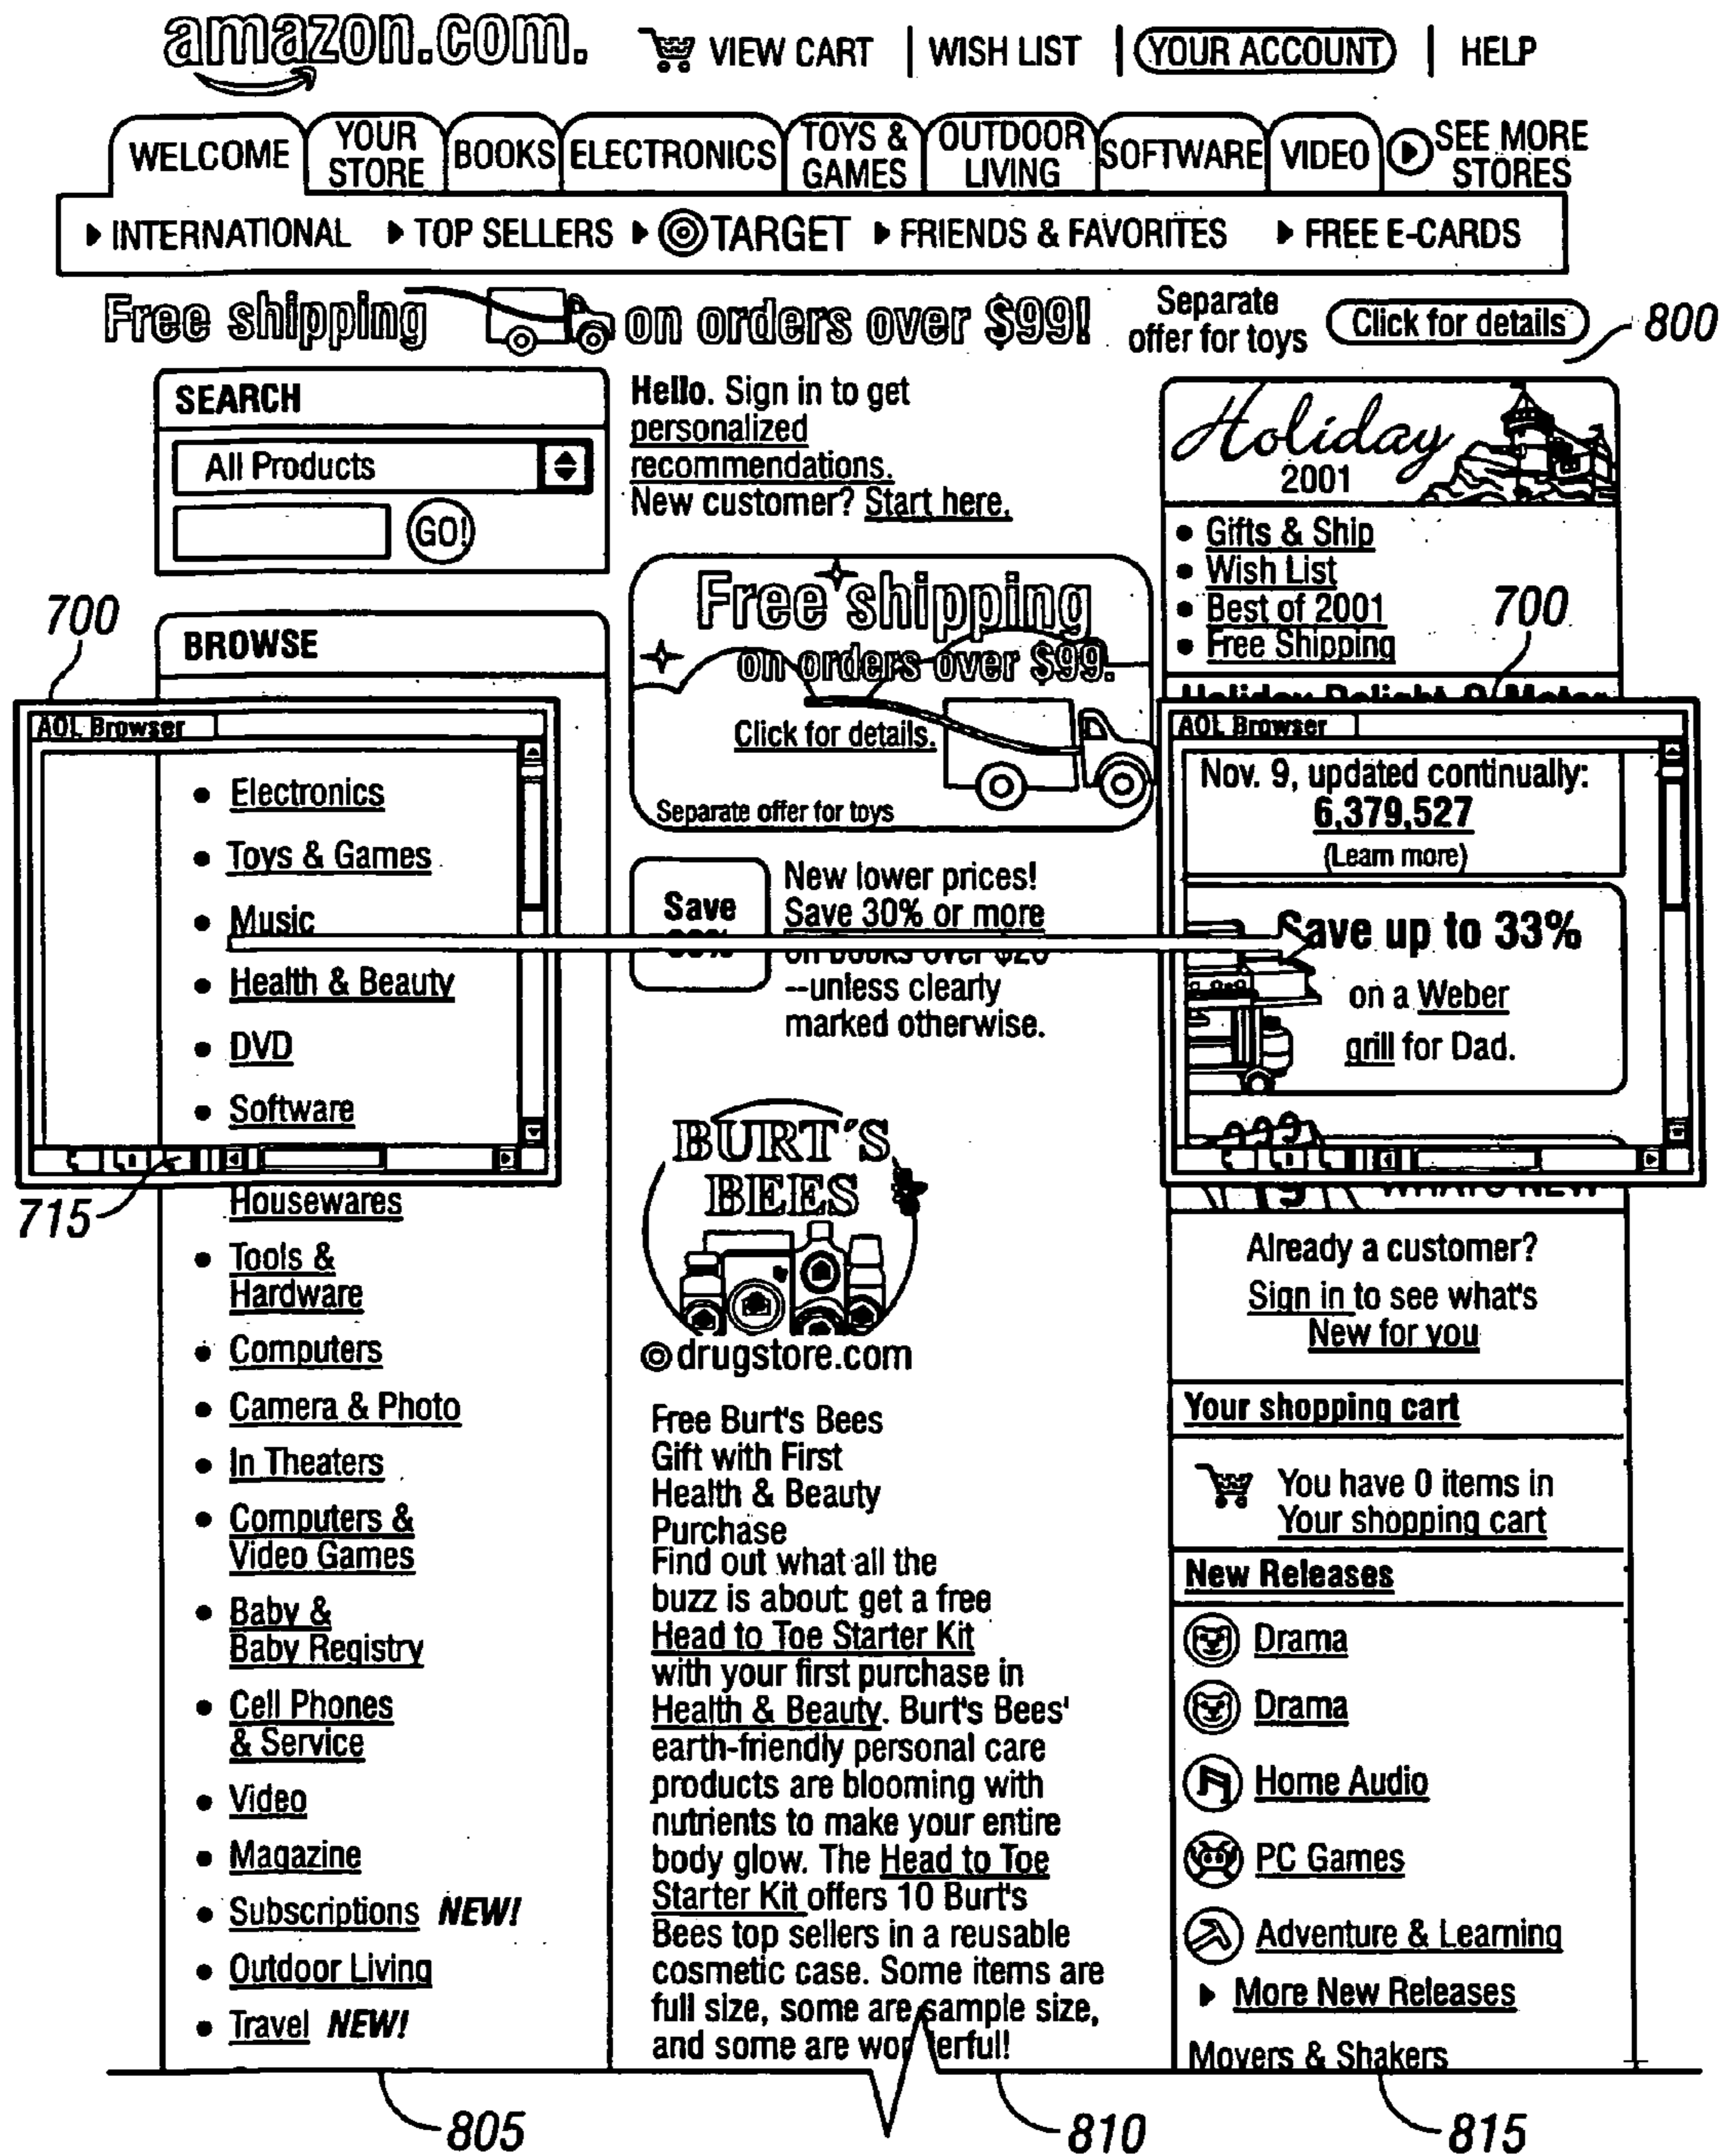 amazon.com.
VIEW CART | WISH LIST | YOUR ACCOUNT | HELP
WELCOME
YOUR STORE
BOOKS
ELECTRONICS
TOYS & GAMES
OUTDOOR LIVING
SOFTWARE
VIDEO
SEE MORE STORES
INTERNATIONAL
TOP SELLERS
TARGET
FRIENDS & FAVORITES
FREE E-CARDS
Free shipping on orders over $99!
Separate
offer for toys
Click for details
800
SEARCH
All Products
GO!
700
BROWSE
AOL Browser
• Electronics
• Toys & Games
• Music
• Health & Beauty
• DVD
• Software
715
Housewares
• Tools &
Hardware
• Computers
• Camera & Photo
• In Theaters
• Computers &
Video Games
• Baby &
Baby Registry
• Cell Phones
& Service
• Video
• Magazine
• Subscriptions NEW!
• Outdoor Living
• Travel NEW!
805
Hello. Sign in to get
personalized
recommendations.
New customer? Start here.
Free shipping
on orders over $99.
Click for details.
Separate offer for toys
Save
New lower prices!
Save 30% or more
on books over $20
--unless clearly
marked otherwise.
BURT'S
BEES
drugstore.com
Free Burt's Bees
Gift with First
Health & Beauty
Purchase
Find out what all the
buzz is about: get a free
Head to Toe Starter Kit
with your first purchase in
Health & Beauty. Burt's Bees'
earth-friendly personal care
products are blooming with
nutrients to make your entire
body glow. The Head to Toe
Starter Kit offers 10 Burt's
Bees top sellers in a reusable
cosmetic case. Some items are
full size, some are sample size,
and some are wonderful!
810
Holiday
2001
• Gifts & Ship
• Wish List
• Best of 2001
• Free Shipping
700
AOL Browser
Nov. 9, updated continually:
6,379,527
(Learn more)
Save up to 33%
on a Weber
grill for Dad.
WHAT'S NEW
Already a customer?
Sign in to see what's
New for you
Your shopping cart
You have 0 items in
Your shopping cart
New Releases
Drama
Drama
Home Audio
PC Games
Adventure & Learning
More New Releases
Movers & Shakers
815